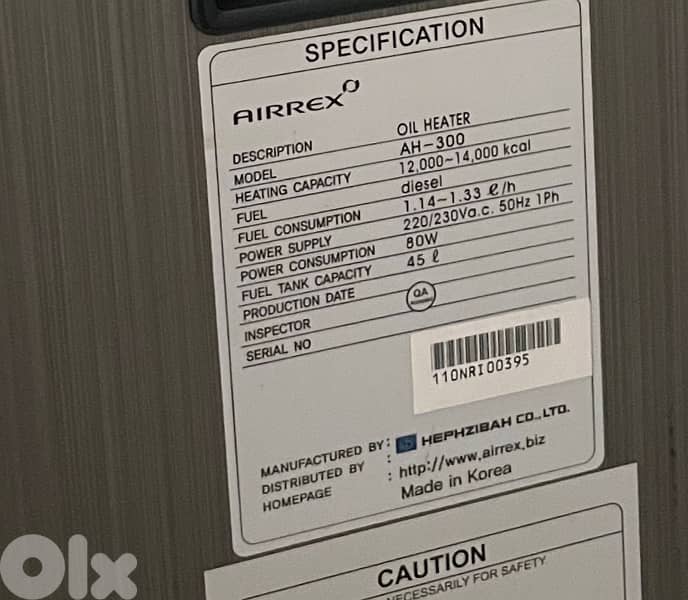 SPECIFICATION
AIRREX
DESCRIPTION OIL HEATER
MODEL AH-300
HEATING CAPACITY 12,000~14,000 kcal
FUEL diesel
FUEL CONSUMPTION 1.14-1.33 ℓ/h
POWER SUPPLY 220/230Va.c. 50Hz 1Ph
POWER CONSUMPTION 80W
FUEL TANK CAPACITY 45 ℓ
PRODUCTION DATE
INSPECTOR QA
SERIAL NO
110NRI00395
MANUFACTURED BY : HEPHZIBAH CO., LTD.
DISTRIBUTED BY :
HOMEPAGE : http://www.airrex.biz
Made in Korea
CAUTION
NECESSARILY FOR SAFETY
Olx